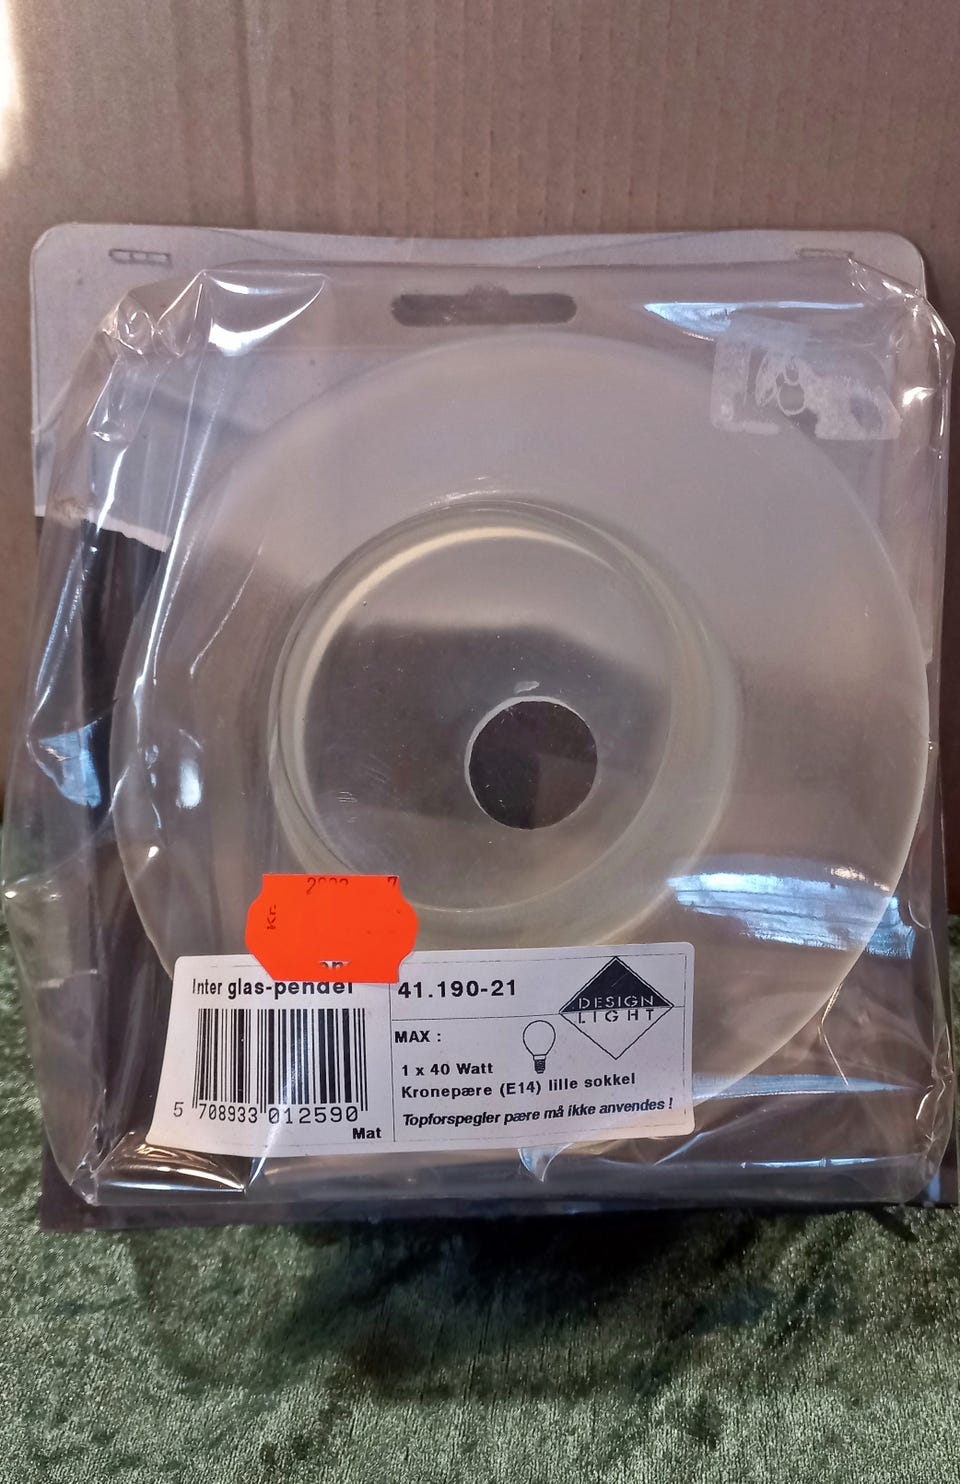 Kr.
Inter glas-pendel
5 708933 012590
Mat
41.190-21
MAX :
1 x 40 Watt
Kronepære (E14) lille sokkel
Topforspegler pære må ikke anvendes !
DESIGN
LIGHT